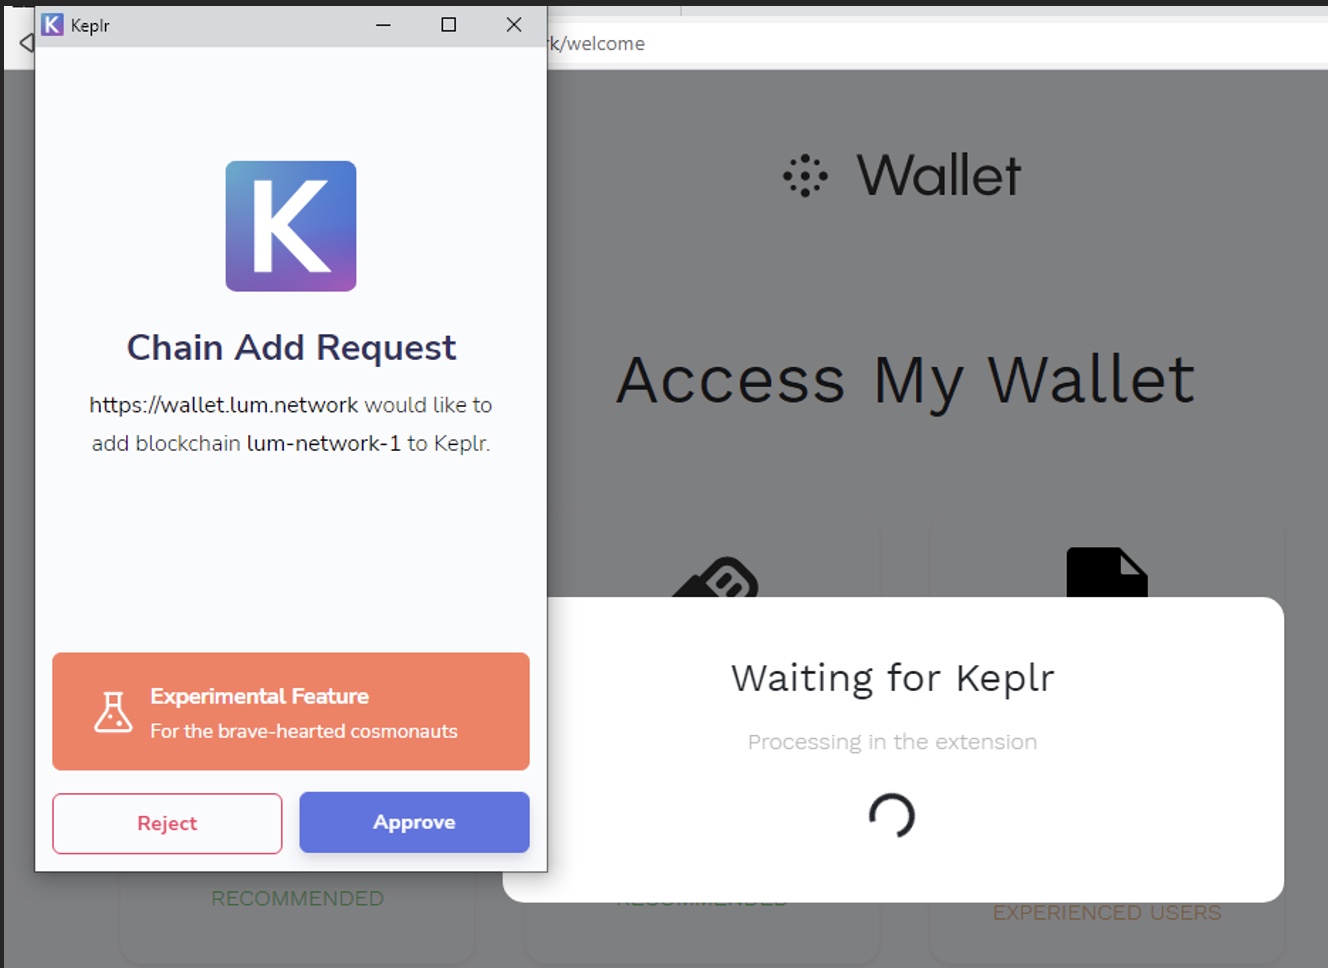 Keplr
rk/welcome
K
Wallet
Access My Wallet
Chain Add Request
https://wallet.lum.network would like to
add blockchain lum-network-1 to Keplr.
Experimental Feature
For the brave-hearted cosmonauts
Reject
Approve
Waiting for Keplr
Processing in the extension
RECOMMENDED
RECOMMENDED
EXPERIENCED USERS